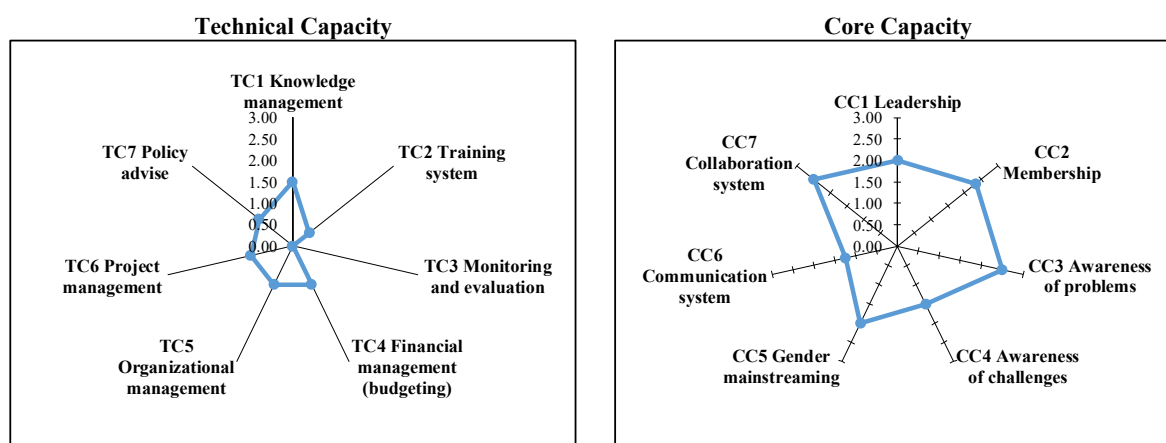 Technical Capacity
TC1 Knowledge
management
3.00
2.50
2.00
1.50
1.00
0.50
0.00
TC2 Training
system
TC3 Monitoring
and evaluation
TC4 Financial
management
(budgeting)
TC5
Organizational
management
TC6 Project
management
TC7 Policy
advise
Core Capacity
CC1 Leadership
3.00
2.50
2.00
1.50
1.00
0.50
0.00
CC2
Membership
CC3 Awareness
of problems
CC4 Awareness
of challenges
CC5 Gender
mainstreaming
CC6
Communication
system
CC7
Collaboration
system